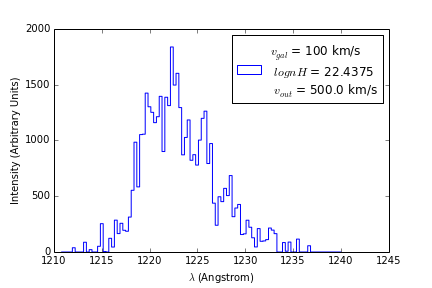 2000
1500
1000
500
0
Intensity (Arbitrary Units)
v_gal = 100 km/s
lognH = 22.4375
v_out = 500.0 km/s
1210 1215 1220 1225 1230 1235 1240 1245
λ (Angstrom)